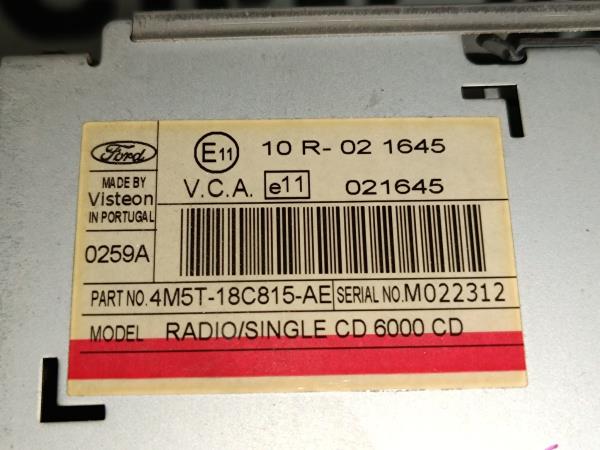 Ford
E11 10 R- 02 1645
MADE BY
Visteon
IN PORTUGAL
V.C.A. e11 021645
0259A
PART NO. 4M5T-18C815-AE SERIAL NO. M022312
MODEL RADIO/SINGLE CD 6000 CD